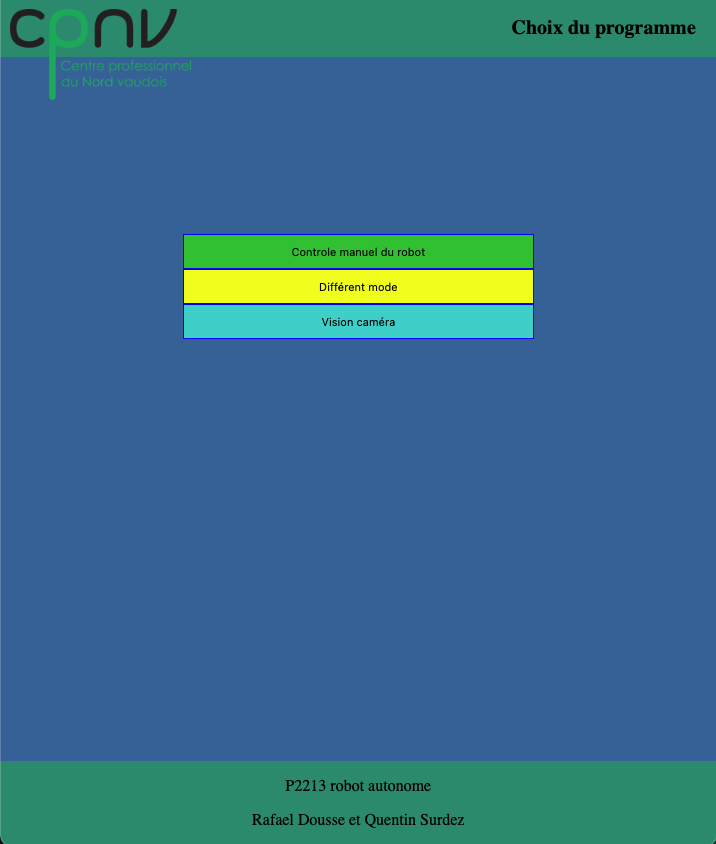 cpnv
Centre professionnel
du Nord vaudois
Choix du programme
Controle manuel du robot
Différent mode
Vision caméra
P2213 robot autonome
Rafael Dousse et Quentin Surdez